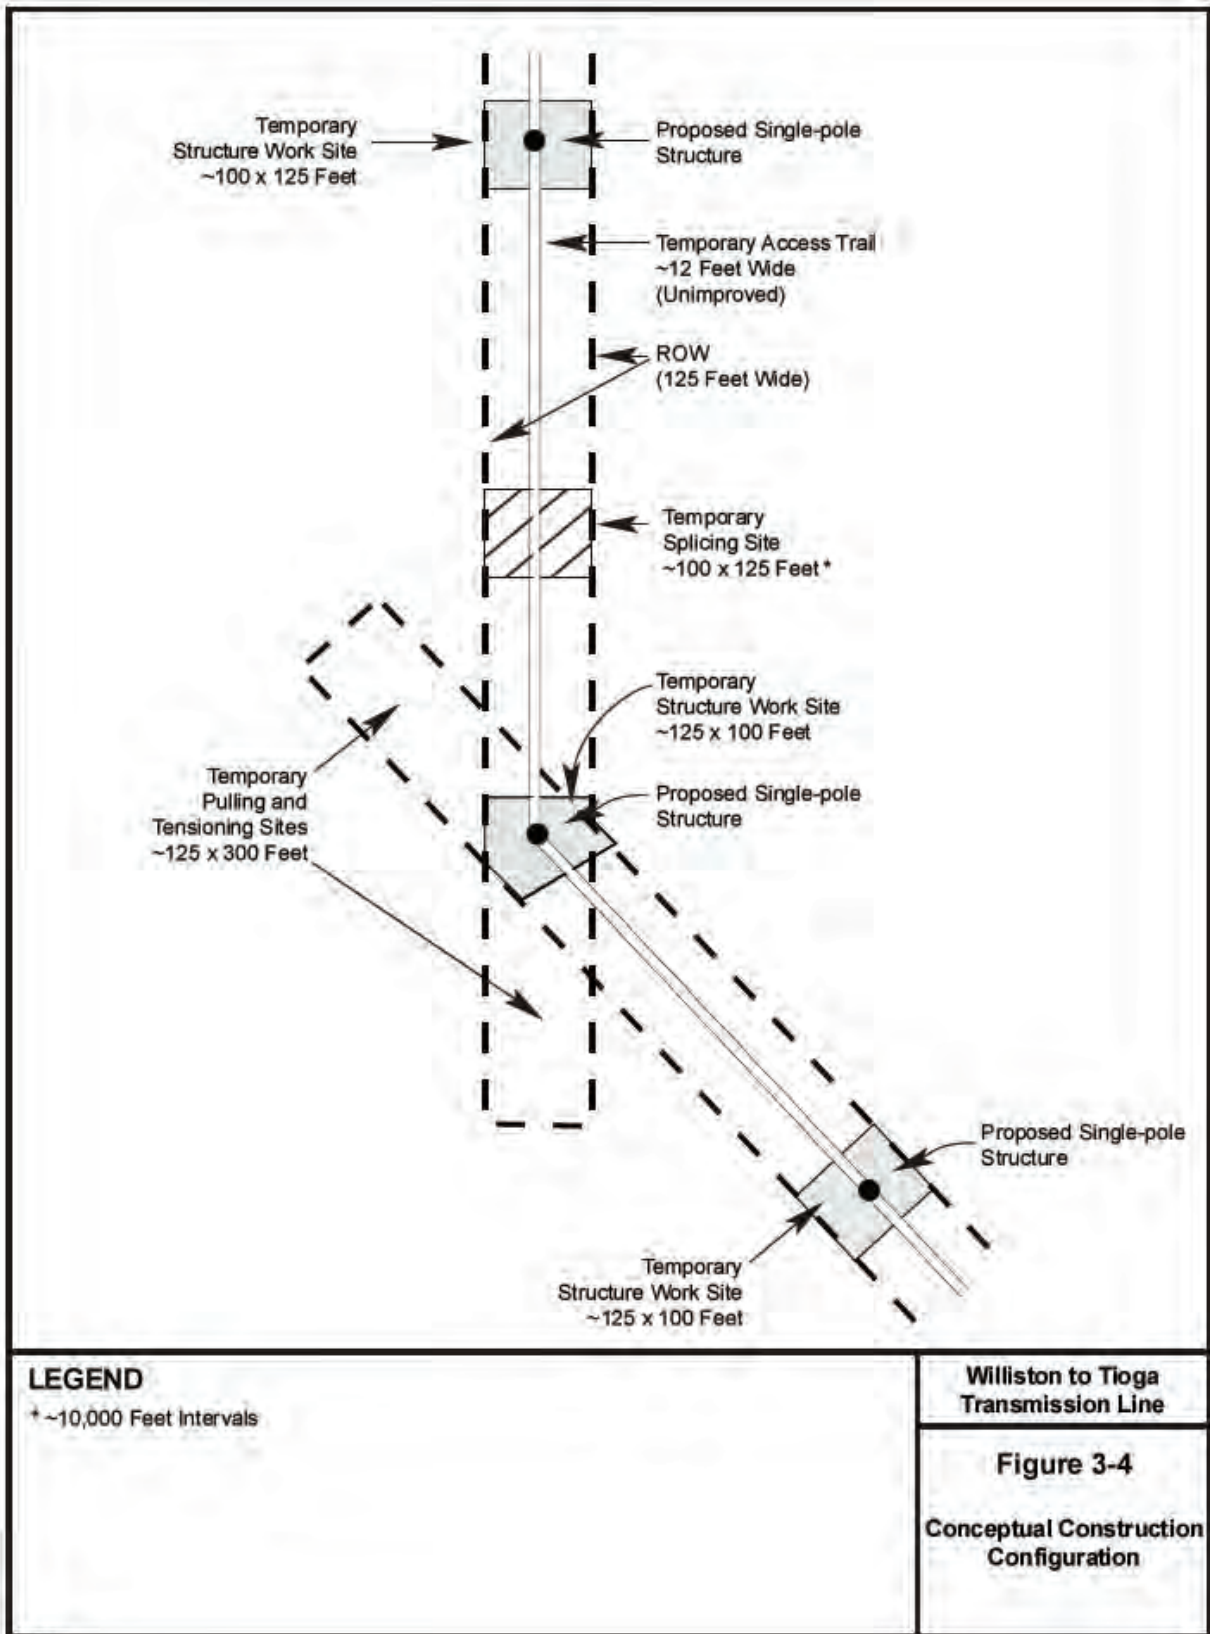 Temporary
Structure Work Site
~100 x 125 Feet
Proposed Single-pole
Structure
Temporary Access Trail
~12 Feet Wide
(Unimproved)
ROW
(125 Feet Wide)
Temporary
Splicing Site
~100 x 125 Feet *
Temporary
Structure Work Site
~125 x 100 Feet
Temporary
Pulling and
Tensioning Sites
~125 x 300 Feet
Proposed Single-pole
Structure
Proposed Single-pole
Structure
Temporary
Structure Work Site
~125 x 100 Feet
LEGEND
* ~10,000 Feet Intervals
Williston to Tioga
Transmission Line
Figure 3-4
Conceptual Construction
Configuration